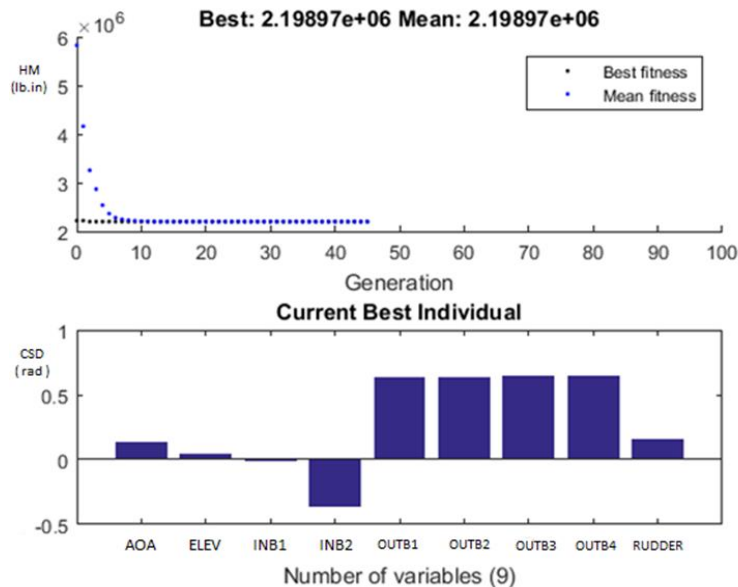 Best: 2.19897e+06 Mean: 2.19897e+06
× 10^6
HM
(lb.in)
6
5
4
3
2
Best fitness
Mean fitness
0 10 20 30 40 50 60 70 80 90 100
Generation
Current Best Individual
CSD
( rad )
1
0.5
0
-0.5
AOA ELEV INB1 INB2 OUTB1 OUTB2 OUTB3 OUTB4 RUDDER
Number of variables (9)